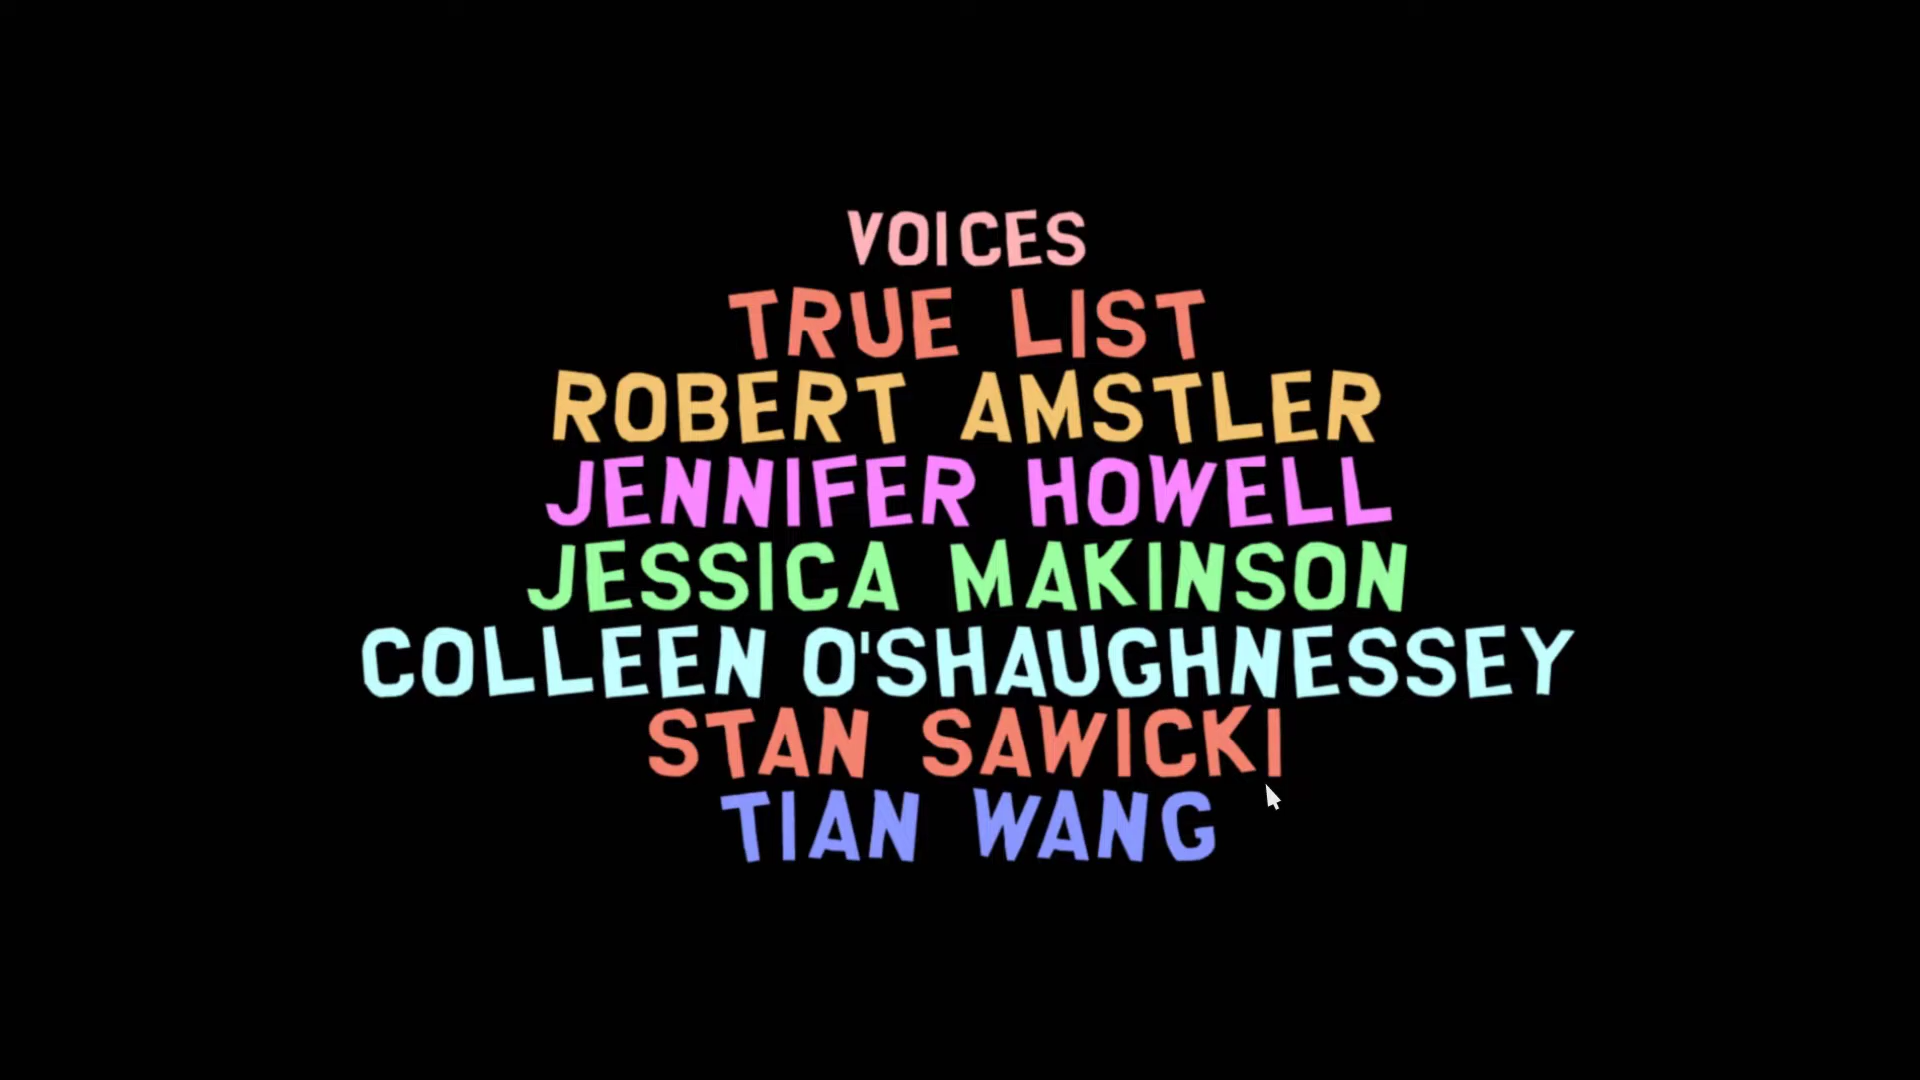 VOICES
TRUE LIST
ROBERT AMSTLER
JENNIFER HOWELL
JESSICA MAKINSON
COLLEEN O'SHAUGHNESSEY
STAN SAWICKI
TIAN WANG